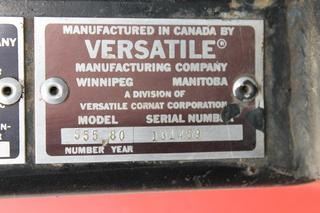 MANUFACTURED IN CANADA BY
VERSATILE®
MANUFACTURING COMPANY
WINNIPEG MANITOBA
A DIVISION OF
VERSATILE CORNAT CORPORATION
MODEL SERIAL NUMBER
555 80
NUMBER YEAR